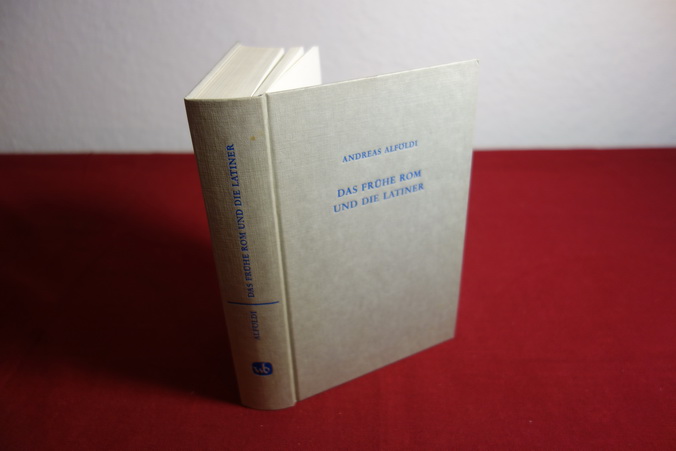 ANDREAS ALFÖLDI
DAS FRÜHE ROM
UND DIE LATINER
ALFÖLDI
DAS FRÜHE ROM UND DIE LATINER
wb